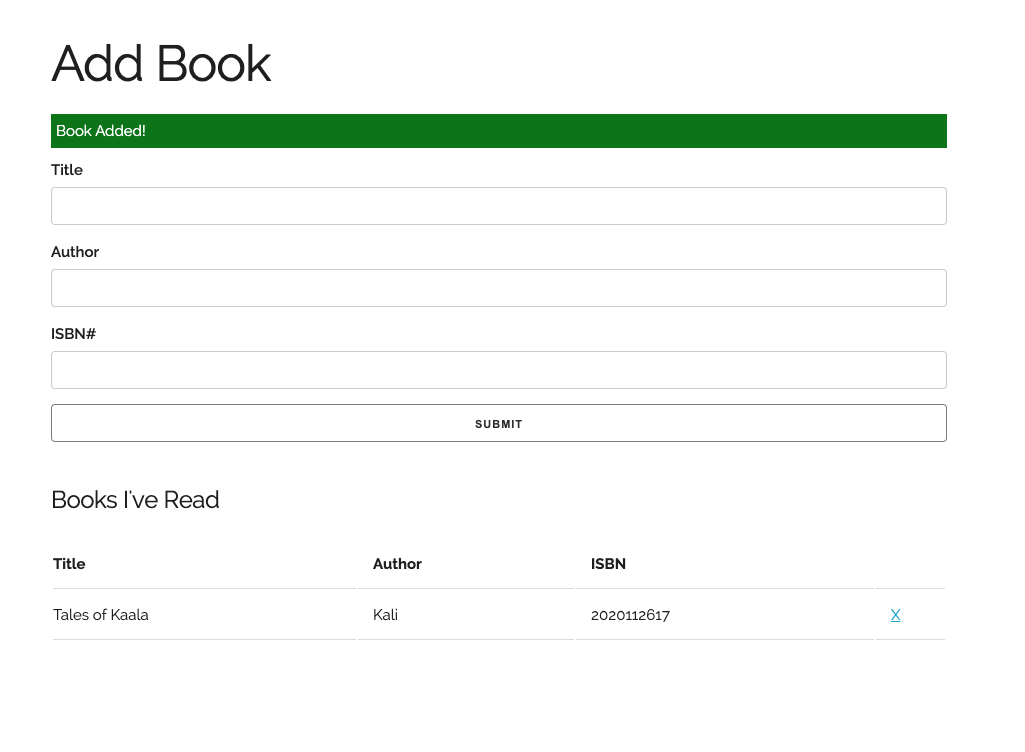 Add Book
Book Added!
Title
Author
ISBN#
SUBMIT
Books I've Read
Title Author ISBN
Tales of Kaala Kali 2020112617 X